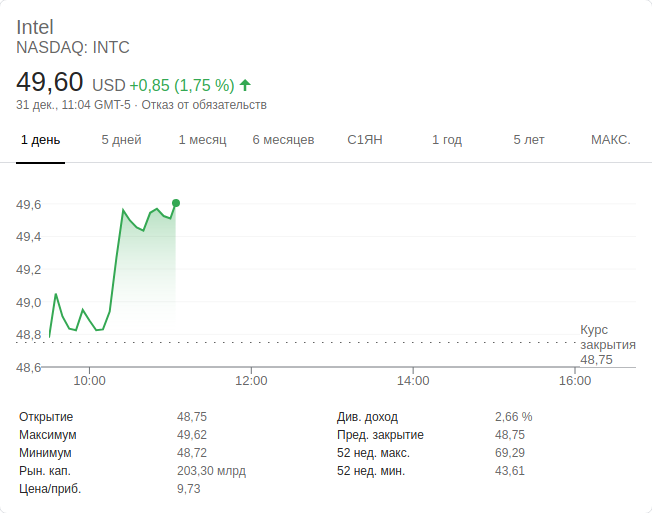 Intel
NASDAQ: INTC
49,60 USD +0,85 (1,75 %)
31 дек., 11:04 GMT-5 · Отказ от обязательств
1 день 5 дней 1 месяц 6 месяцев С1ЯН 1 год 5 лет МАКС.
49,6
49,4
49,2
49,0
48,8
48,6
Курс
закрытия
48,75
10:00 12:00 14:00 16:00
Открытие 48,75 Див. доход 2,66 %
Максимум 49,62 Пред. закрытие 48,75
Минимум 48,72 52 нед. макс. 69,29
Рын. кап. 203,30 млрд 52 нед. мин. 43,61
Цена/приб. 9,73